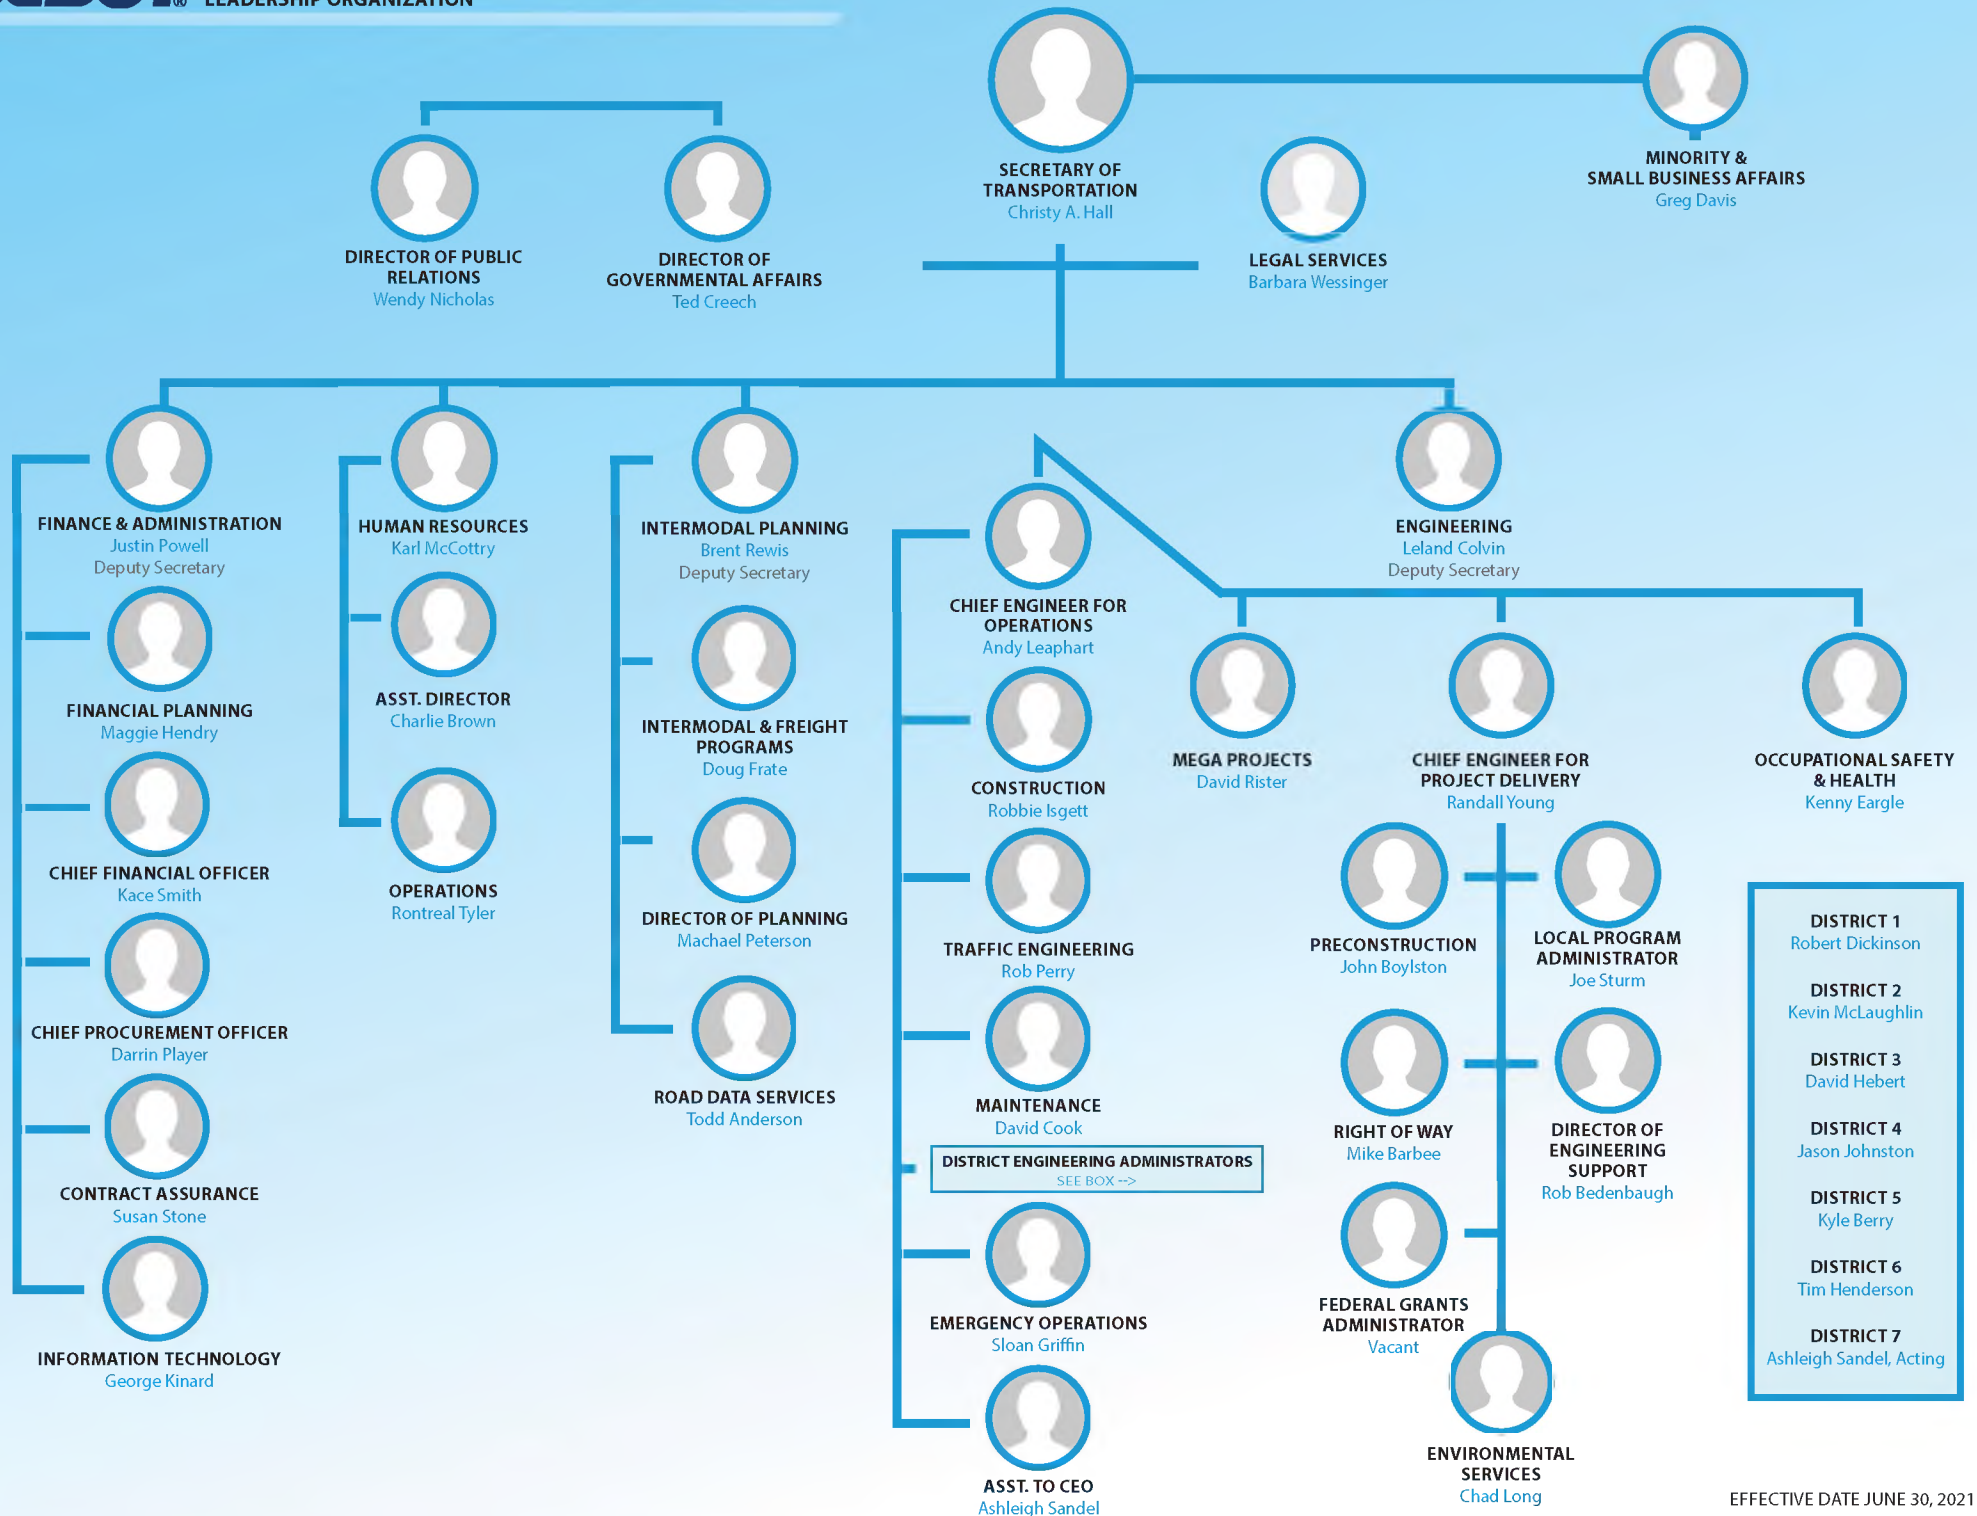 LEADERSHIP ORGANIZATION
SECRETARY OF
TRANSPORTATION
Christy A. Hall
MINORITY &
SMALL BUSINESS AFFAIRS
Greg Davis
DIRECTOR OF PUBLIC
RELATIONS
Wendy Nicholas
DIRECTOR OF
GOVERNMENTAL AFFAIRS
Ted Creech
LEGAL SERVICES
Barbara Wessinger
FINANCE & ADMINISTRATION
Justin Powell
Deputy Secretary
FINANCIAL PLANNING
Maggie Hendry
CHIEF FINANCIAL OFFICER
Kace Smith
CHIEF PROCUREMENT OFFICER
Darrin Player
CONTRACT ASSURANCE
Susan Stone
INFORMATION TECHNOLOGY
George Kinard
HUMAN RESOURCES
Karl McCottry
ASST. DIRECTOR
Charlie Brown
OPERATIONS
Rontreal Tyler
INTERMODAL PLANNING
Brent Rewis
Deputy Secretary
INTERMODAL & FREIGHT
PROGRAMS
Doug Frate
DIRECTOR OF PLANNING
Machael Peterson
ROAD DATA SERVICES
Todd Anderson
CHIEF ENGINEER FOR
OPERATIONS
Andy Leaphart
CONSTRUCTION
Robbie Isgett
TRAFFIC ENGINEERING
Rob Perry
MAINTENANCE
David Cook
DISTRICT ENGINEERING ADMINISTRATORS
SEE BOX -->
EMERGENCY OPERATIONS
Sloan Griffin
ASST. TO CEO
Ashleigh Sandel
ENGINEERING
Leland Colvin
Deputy Secretary
MEGA PROJECTS
David Rister
CHIEF ENGINEER FOR
PROJECT DELIVERY
Randall Young
OCCUPATIONAL SAFETY
& HEALTH
Kenny Eargle
PRECONSTRUCTION
John Boylston
LOCAL PROGRAM
ADMINISTRATOR
Joe Sturm
RIGHT OF WAY
Mike Barbee
DIRECTOR OF
ENGINEERING
SUPPORT
Rob Bedenbaugh
FEDERAL GRANTS
ADMINISTRATOR
Vacant
ENVIRONMENTAL
SERVICES
Chad Long
DISTRICT 1
Robert Dickinson
DISTRICT 2
Kevin McLaughlin
DISTRICT 3
David Hebert
DISTRICT 4
Jason Johnston
DISTRICT 5
Kyle Berry
DISTRICT 6
Tim Henderson
DISTRICT 7
Ashleigh Sandel, Acting
EFFECTIVE DATE JUNE 30, 2021